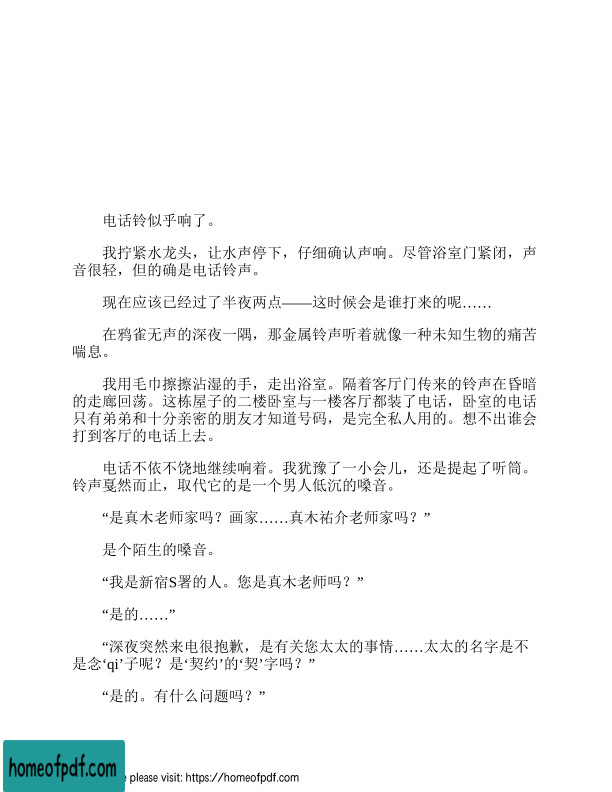 电话铃似乎响了。
我拧紧水龙头，让水声停下，仔细确认声响。尽管浴室门紧闭，声
音很轻，但的确是电话铃声。
现在应该已经过了半夜两点——这时候会是谁打来的呢……
在鸦雀无声的深夜一隅，那金属铃声听着就像一种未知生物的痛苦
喘息。
我用毛巾擦擦沾湿的手，走出浴室。隔着客厅门传来的铃声在昏暗
的走廊回荡。这栋屋子的二楼卧室与一楼客厅都装了电话，卧室的电话
只有弟弟和十分亲密的朋友才知道号码，是完全私人用的。想不出谁会
打到客厅的电话上去。
电话不依不饶地继续响着。我犹豫了一小会儿，还是提起了听筒。
铃声戛然而止，取代它的是一个男人低沉的嗓音。
“是真木老师家吗？画家……真木祐介老师家吗？”
是个陌生的嗓音。
“我是新宿S署的人。您是真木老师吗？”
“是的……”
“深夜突然来电很抱歉，是有关您太太的事情……太太的名字是不
是念‘qi’子呢？是‘契约’的‘契’字吗？”
“是的。有什么问题吗？”
homeofpdf.com
e please visit: https://homeofpdf.com